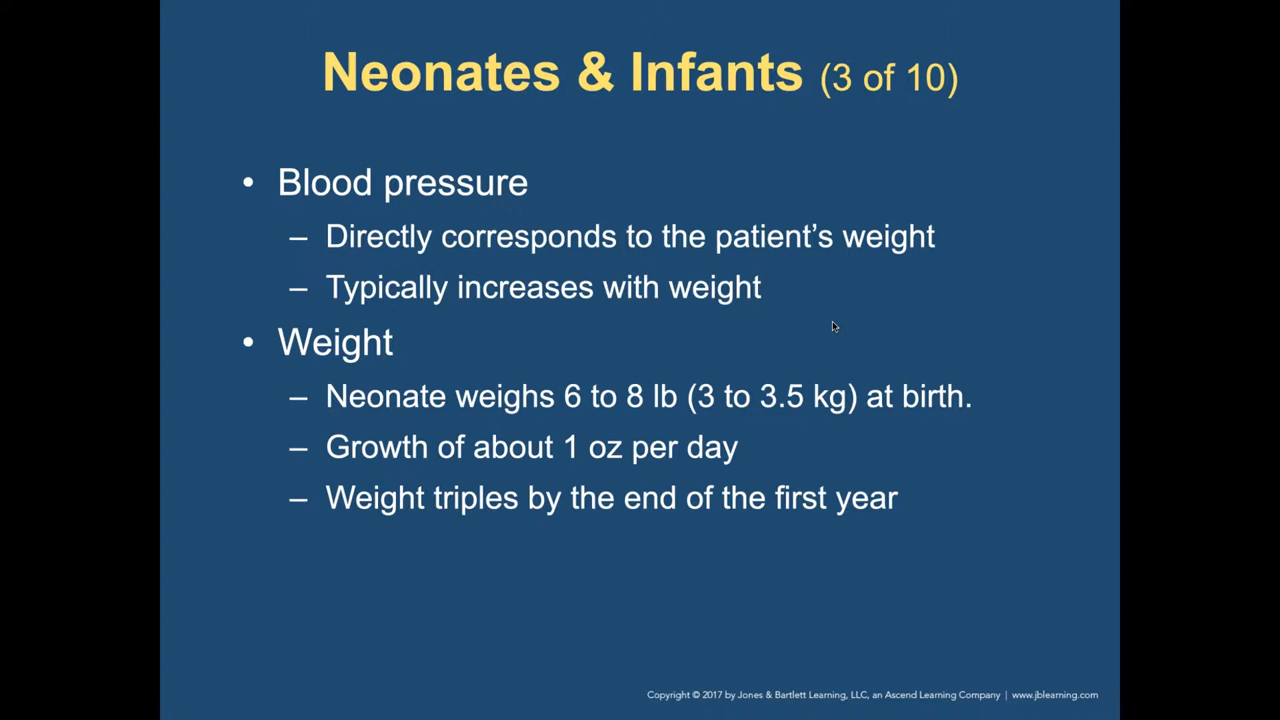 Neonates & Infants (3 of 10)
• Blood pressure
– Directly corresponds to the patient’s weight
– Typically increases with weight
• Weight
– Neonate weighs 6 to 8 lb (3 to 3.5 kg) at birth.
– Growth of about 1 oz per day
– Weight triples by the end of the first year
Copyright © 2017 by Jones & Bartlett Learning, LLC, an Ascend Learning Company | www.jblearning.com